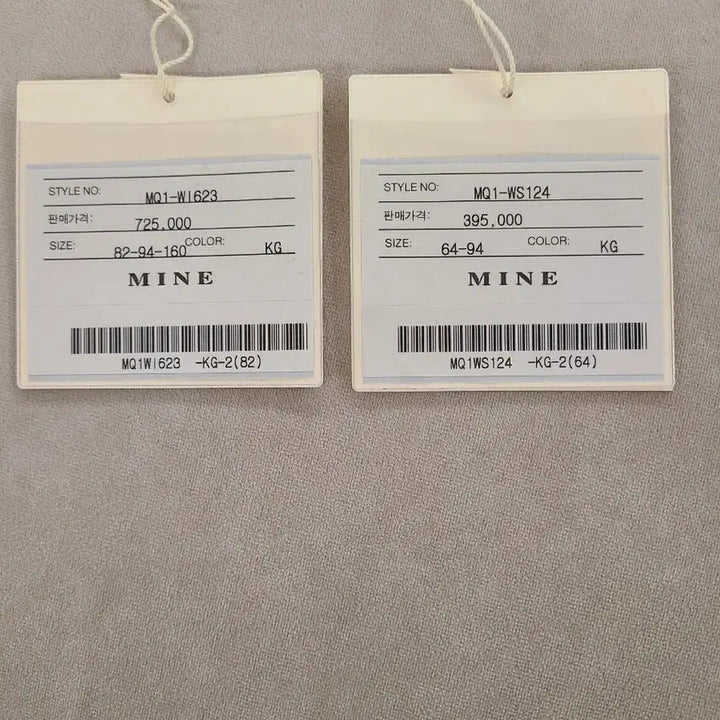 STYLE NO: MQ1-WI623
판매가격: 725,000
SIZE: 82-94-160 COLOR: KG
MINE
MQ1WI623 -KG-2(82)
STYLE NO: MQ1-WS124
판매가격: 395,000
SIZE: 64-94 COLOR: KG
MINE
MQ1WS124 -KG-2(64)